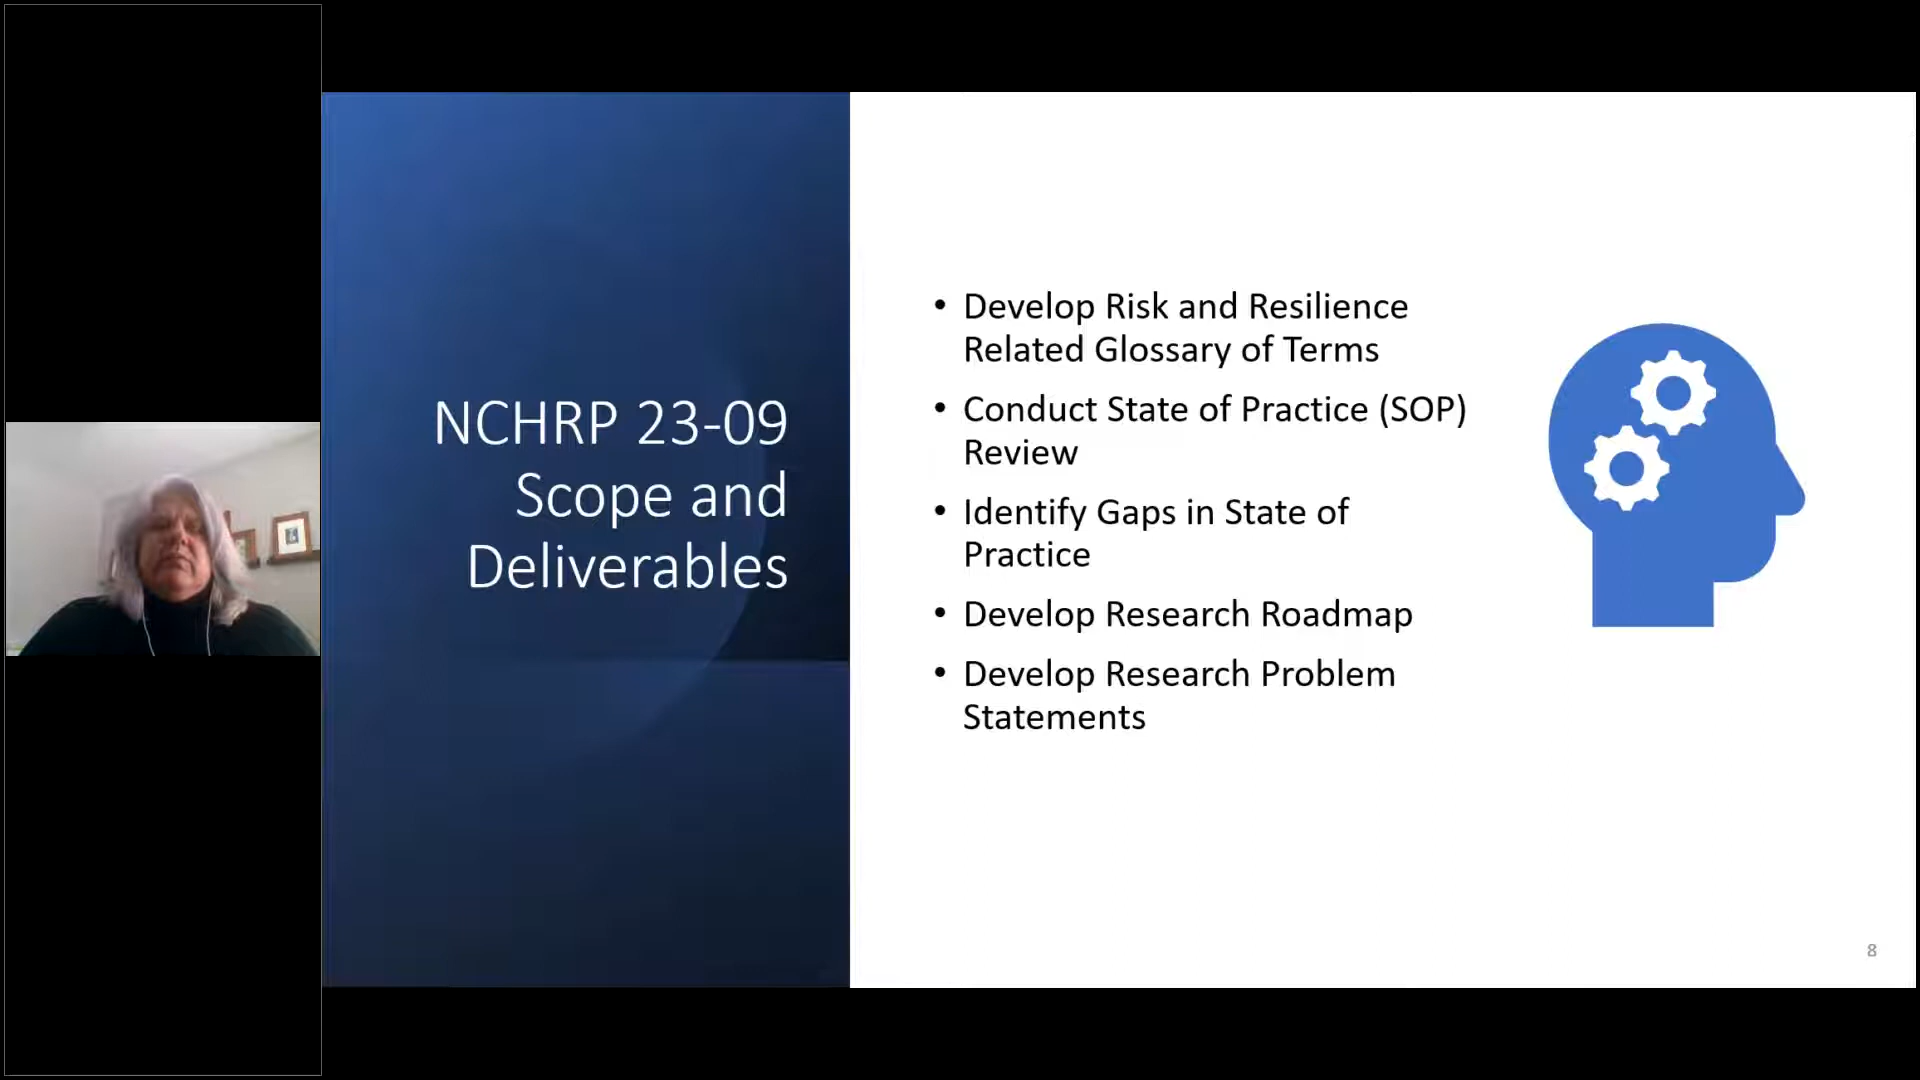 NCHRP 23-09
Scope and
Deliverables
• Develop Risk and Resilience
Related Glossary of Terms
• Conduct State of Practice (SOP)
Review
• Identify Gaps in State of
Practice
• Develop Research Roadmap
• Develop Research Problem
Statements
8